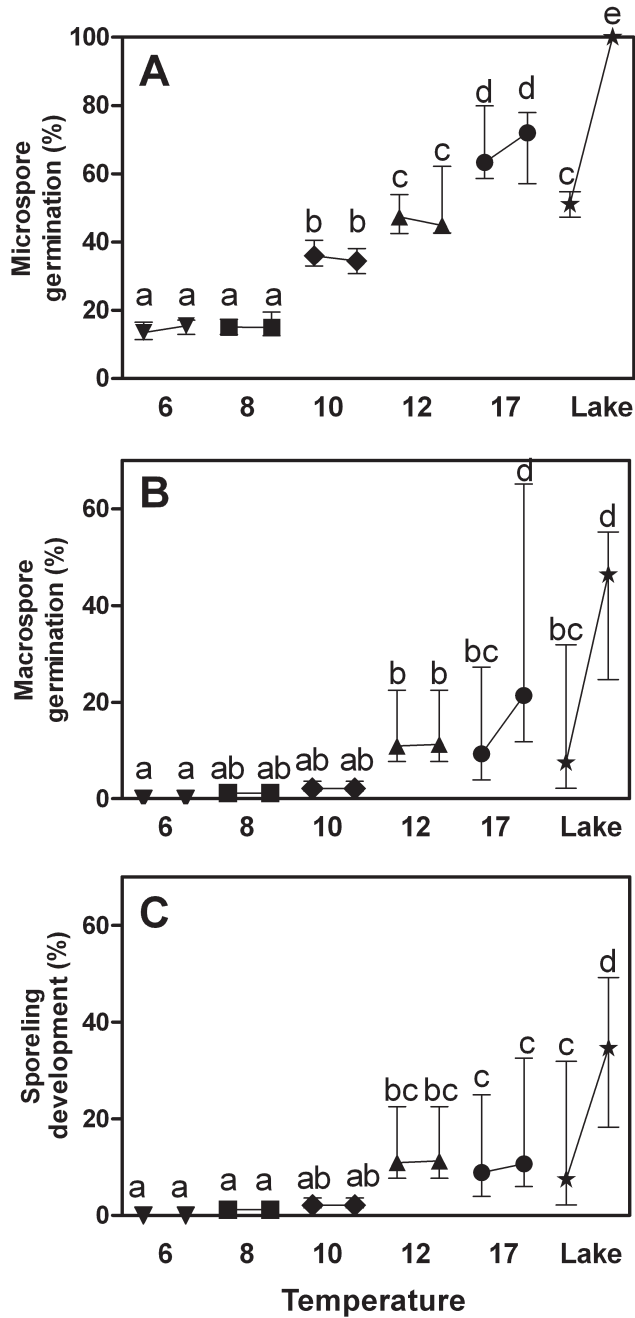 A
Microspore
germination (%)
100
80
60
40
20
0
a a a a b b c c d d c e
6 8 10 12 17 Lake
B
Macrospore
germination (%)
60
40
20
0
a a ab ab ab ab b b bc d bc d
6 8 10 12 17 Lake
C
Sporeling
development (%)
60
40
20
0
a a a a ab ab bc bc c c c d
6 8 10 12 17 Lake
Temperature